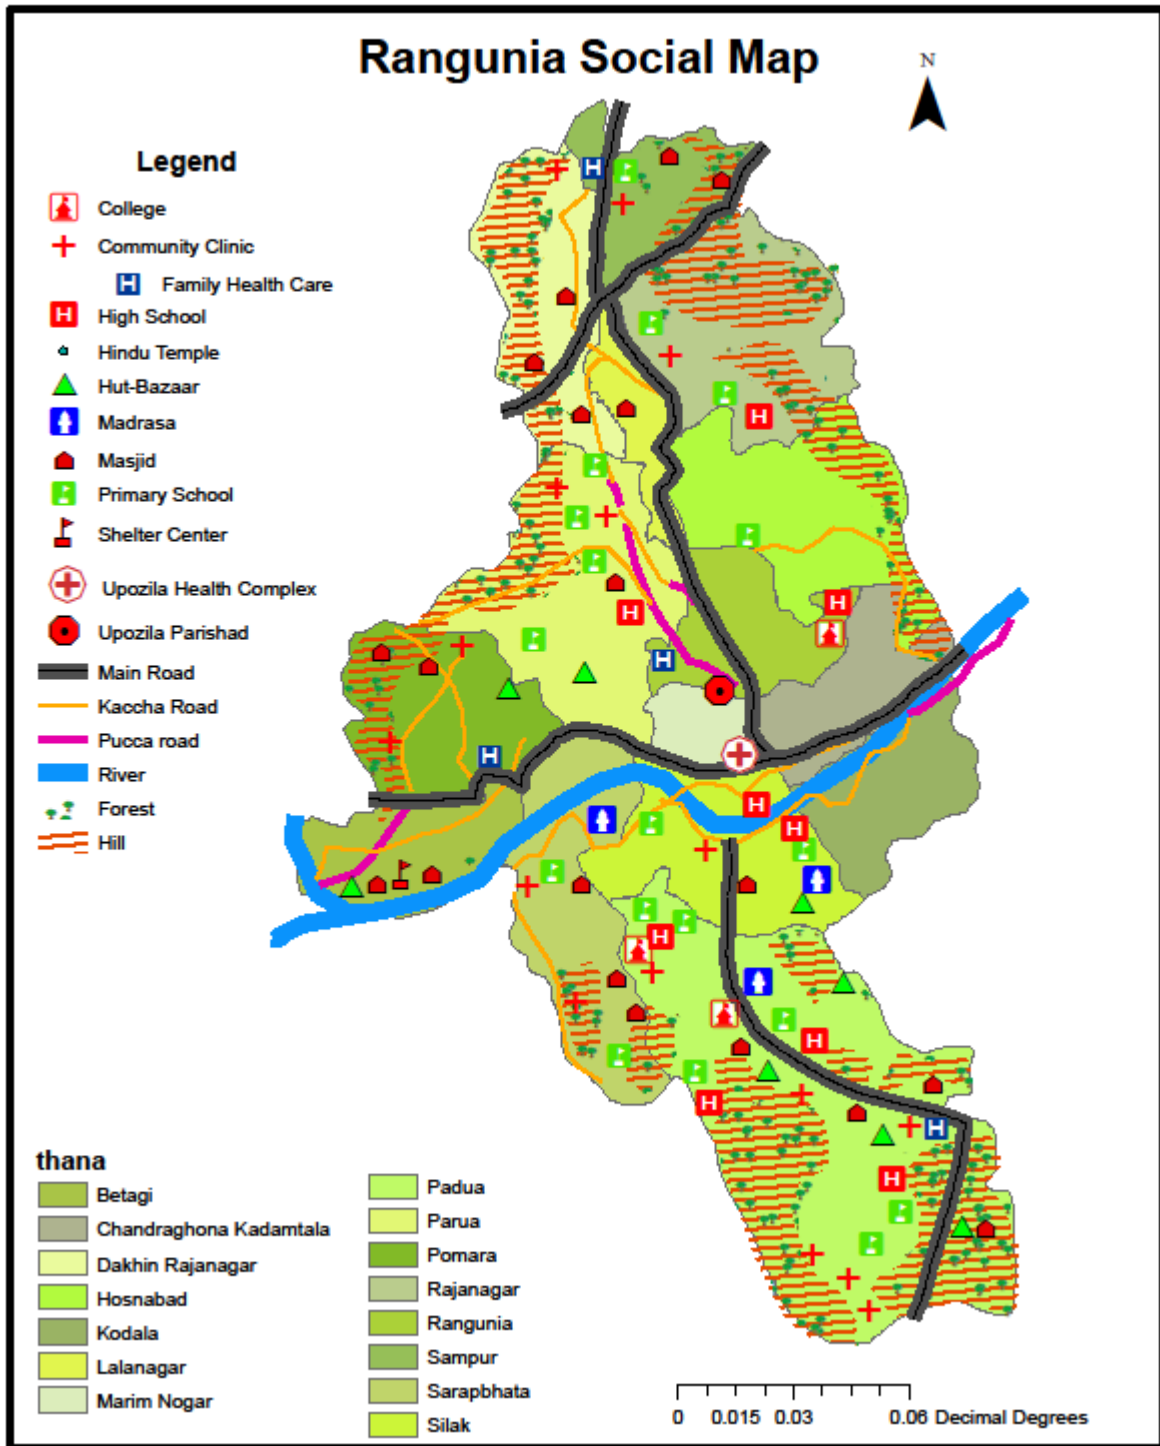 Rangunia Social Map
N
Legend
College
Community Clinic
H Family Health Care
H High School
Hindu Temple
Hut-Bazaar
Madrasa
Masjid
Primary School
Shelter Center
Upozila Health Complex
Upozila Parishad
Main Road
Kaccha Road
Pucca road
River
Forest
Hill
H
H
H
H
H
H
H
H
H
H
H
H
H
thana
Betagi
Chandraghona Kadamtala
Dakhin Rajanagar
Hosnabad
Kodala
Lalanagar
Marim Nogar
Padua
Parua
Pomara
Rajanagar
Rangunia
Sampur
Sarapbhata
Silak
0 0.015 0.03 0.06 Decimal Degrees